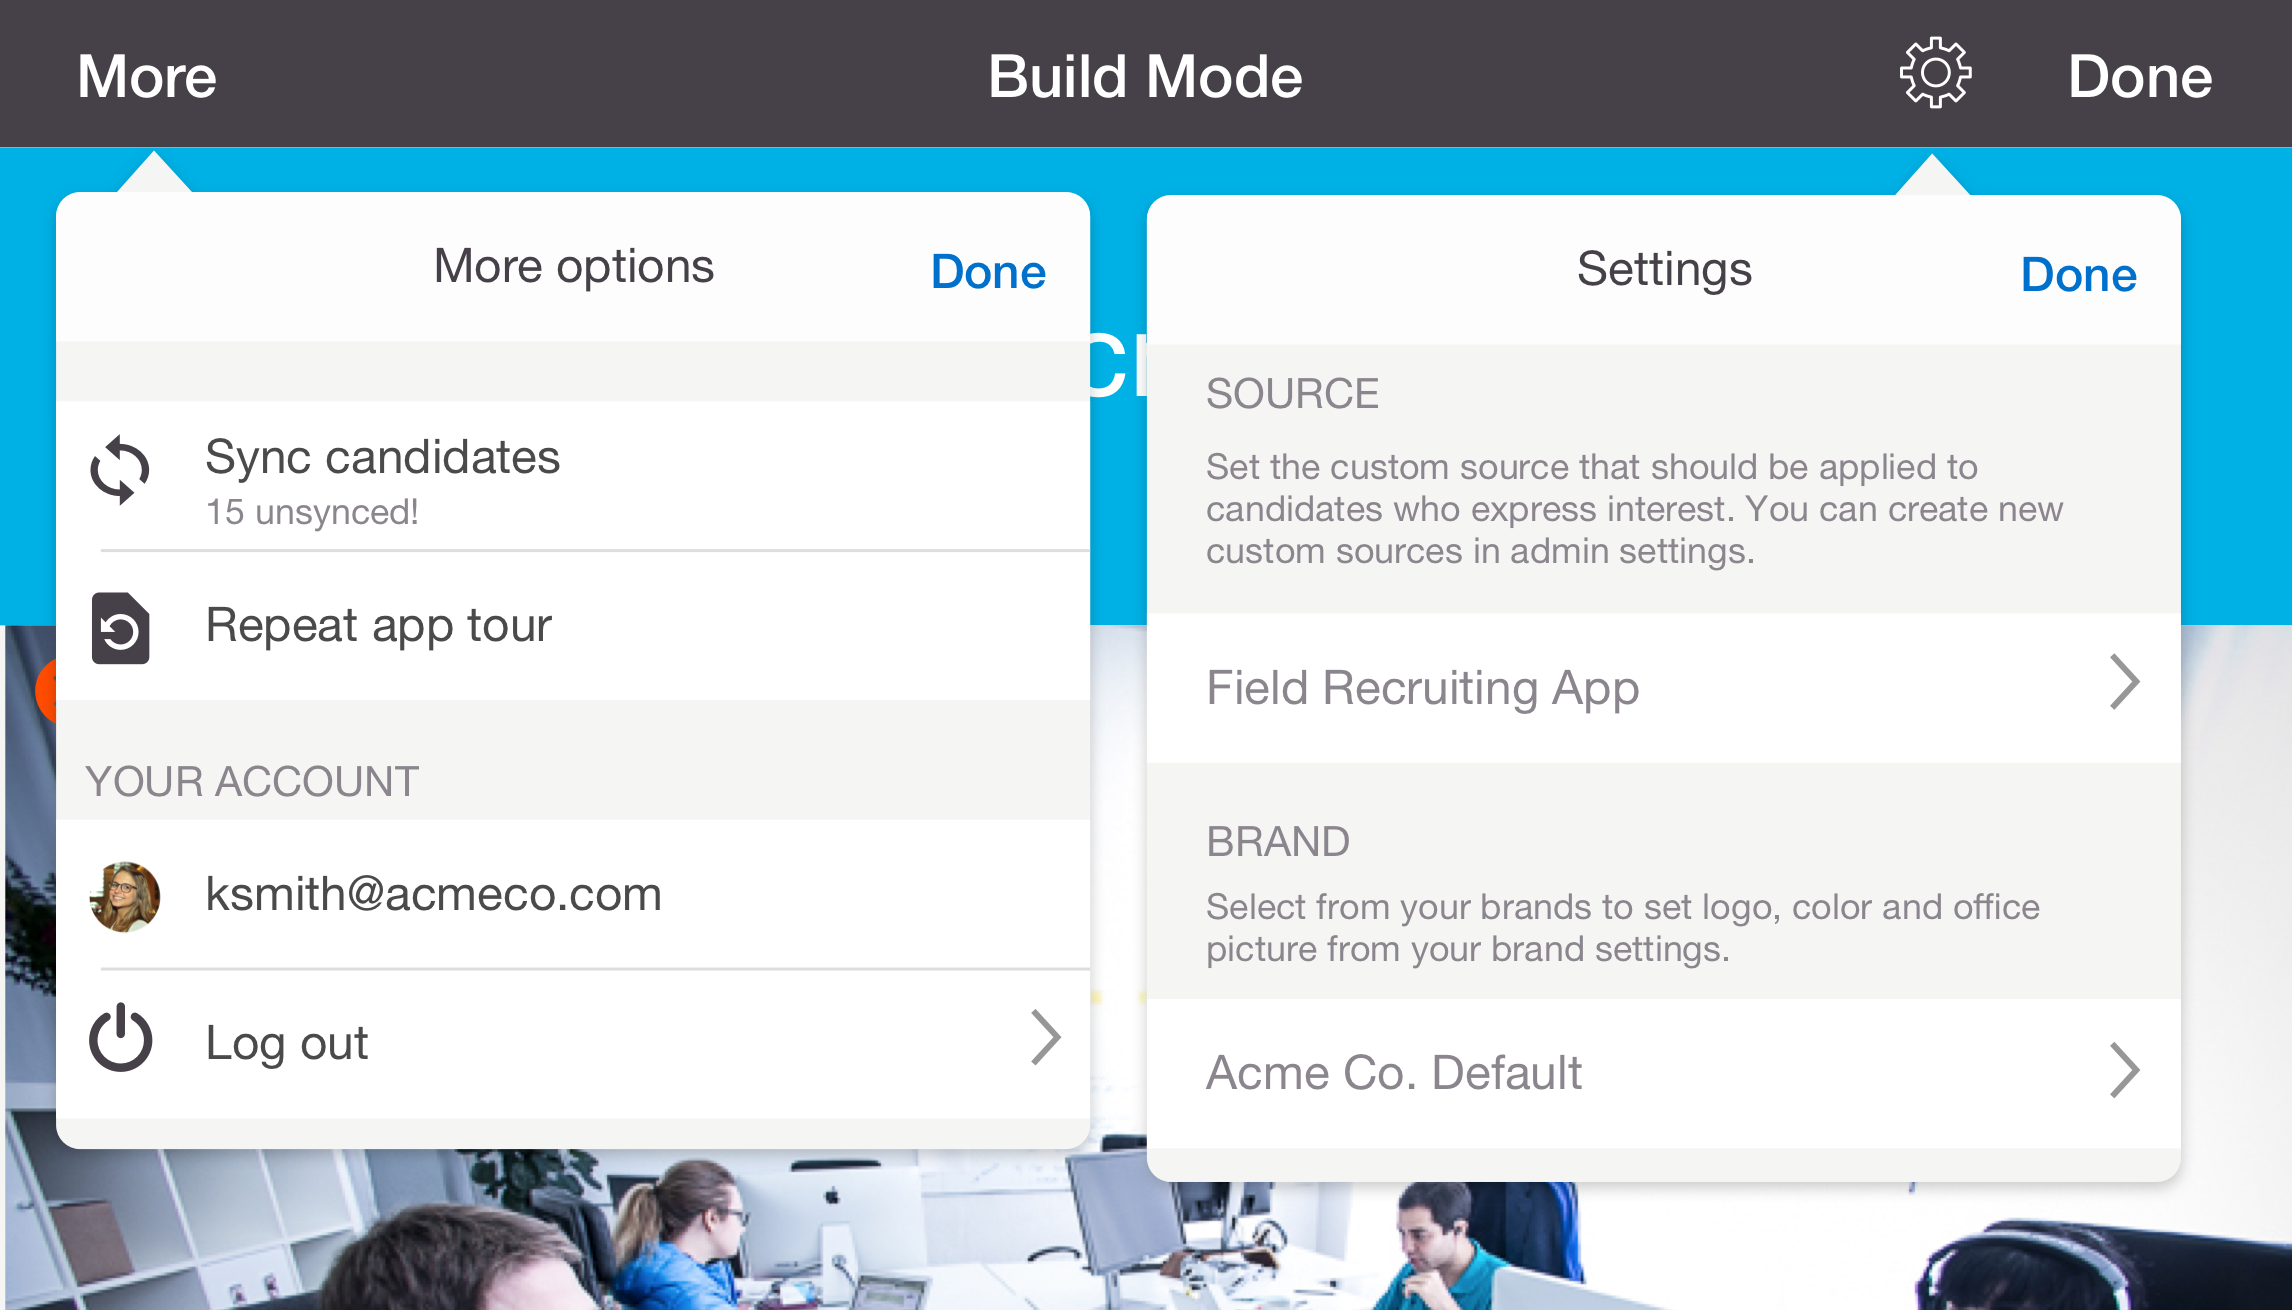 More
Build Mode
Done
More options
Done
Sync candidates
15 unsynced!
Repeat app tour
YOUR ACCOUNT
ksmith@acmeco.com
Log out
Settings
Done
SOURCE
Set the custom source that should be applied to
candidates who express interest. You can create new
custom sources in admin settings.
Field Recruiting App
BRAND
Select from your brands to set logo, color and office
picture from your brand settings.
Acme Co. Default